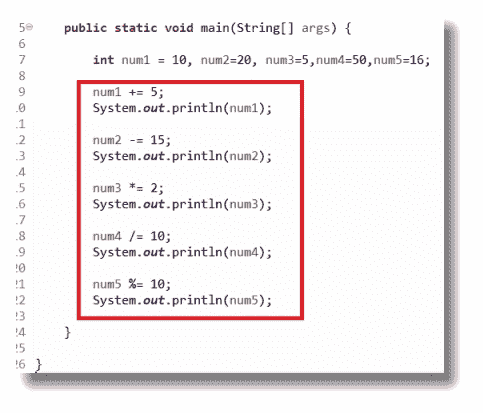 5 public static void main(String[] args) {
6
7 int num1 = 10, num2=20, num3=5,num4=50,num5=16;
8
9 num1 += 5;
10 System.out.println(num1);
11
12 num2 -= 15;
13 System.out.println(num2);
14
15 num3 *= 2;
16 System.out.println(num3);
17
18 num4 /= 10;
19 System.out.println(num4);
20
21 num5 %= 10;
22 System.out.println(num5);
23
24 }
25
26 }